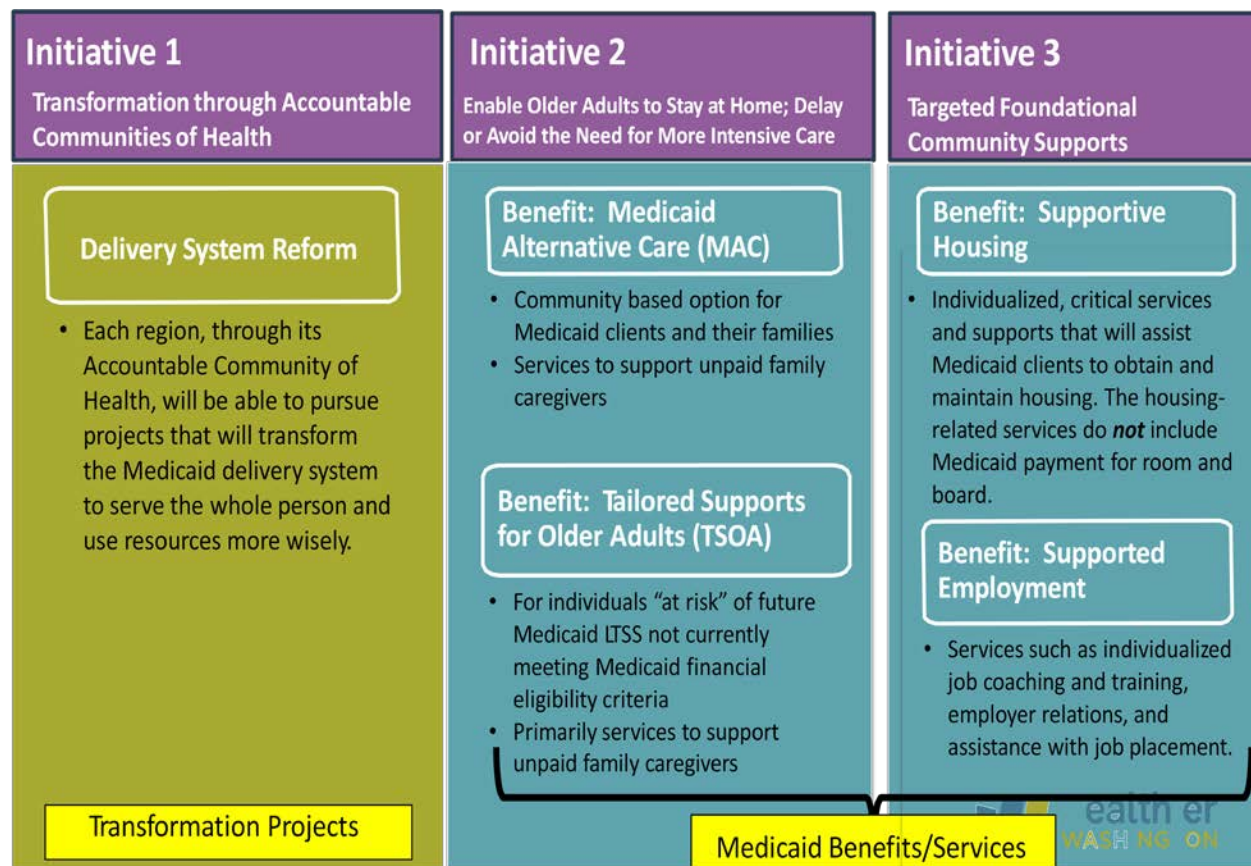 Initiative 1
Transformation through Accountable
Communities of Health
Delivery System Reform
• Each region, through its
Accountable Community of
Health, will be able to pursue
projects that will transform
the Medicaid delivery system
to serve the whole person and
use resources more wisely.
Transformation Projects
Initiative 2
Enable Older Adults to Stay at Home; Delay
or Avoid the Need for More Intensive Care
Benefit: Medicaid
Alternative Care (MAC)
• Community based option for
Medicaid clients and their families
• Services to support unpaid family
caregivers
Benefit: Tailored Supports
for Older Adults (TSOA)
• For individuals “at risk” of future
Medicaid LTSS not currently
meeting Medicaid financial
eligibility criteria
• Primarily services to support
unpaid family caregivers
Initiative 3
Targeted Foundational
Community Supports
Benefit: Supportive
Housing
• Individualized, critical services
and supports that will assist
Medicaid clients to obtain and
maintain housing. The housing-
related services do not include
Medicaid payment for room and
board.
Benefit: Supported
Employment
• Services such as individualized
job coaching and training,
employer relations, and
assistance with job placement.
Medicaid Benefits/Services